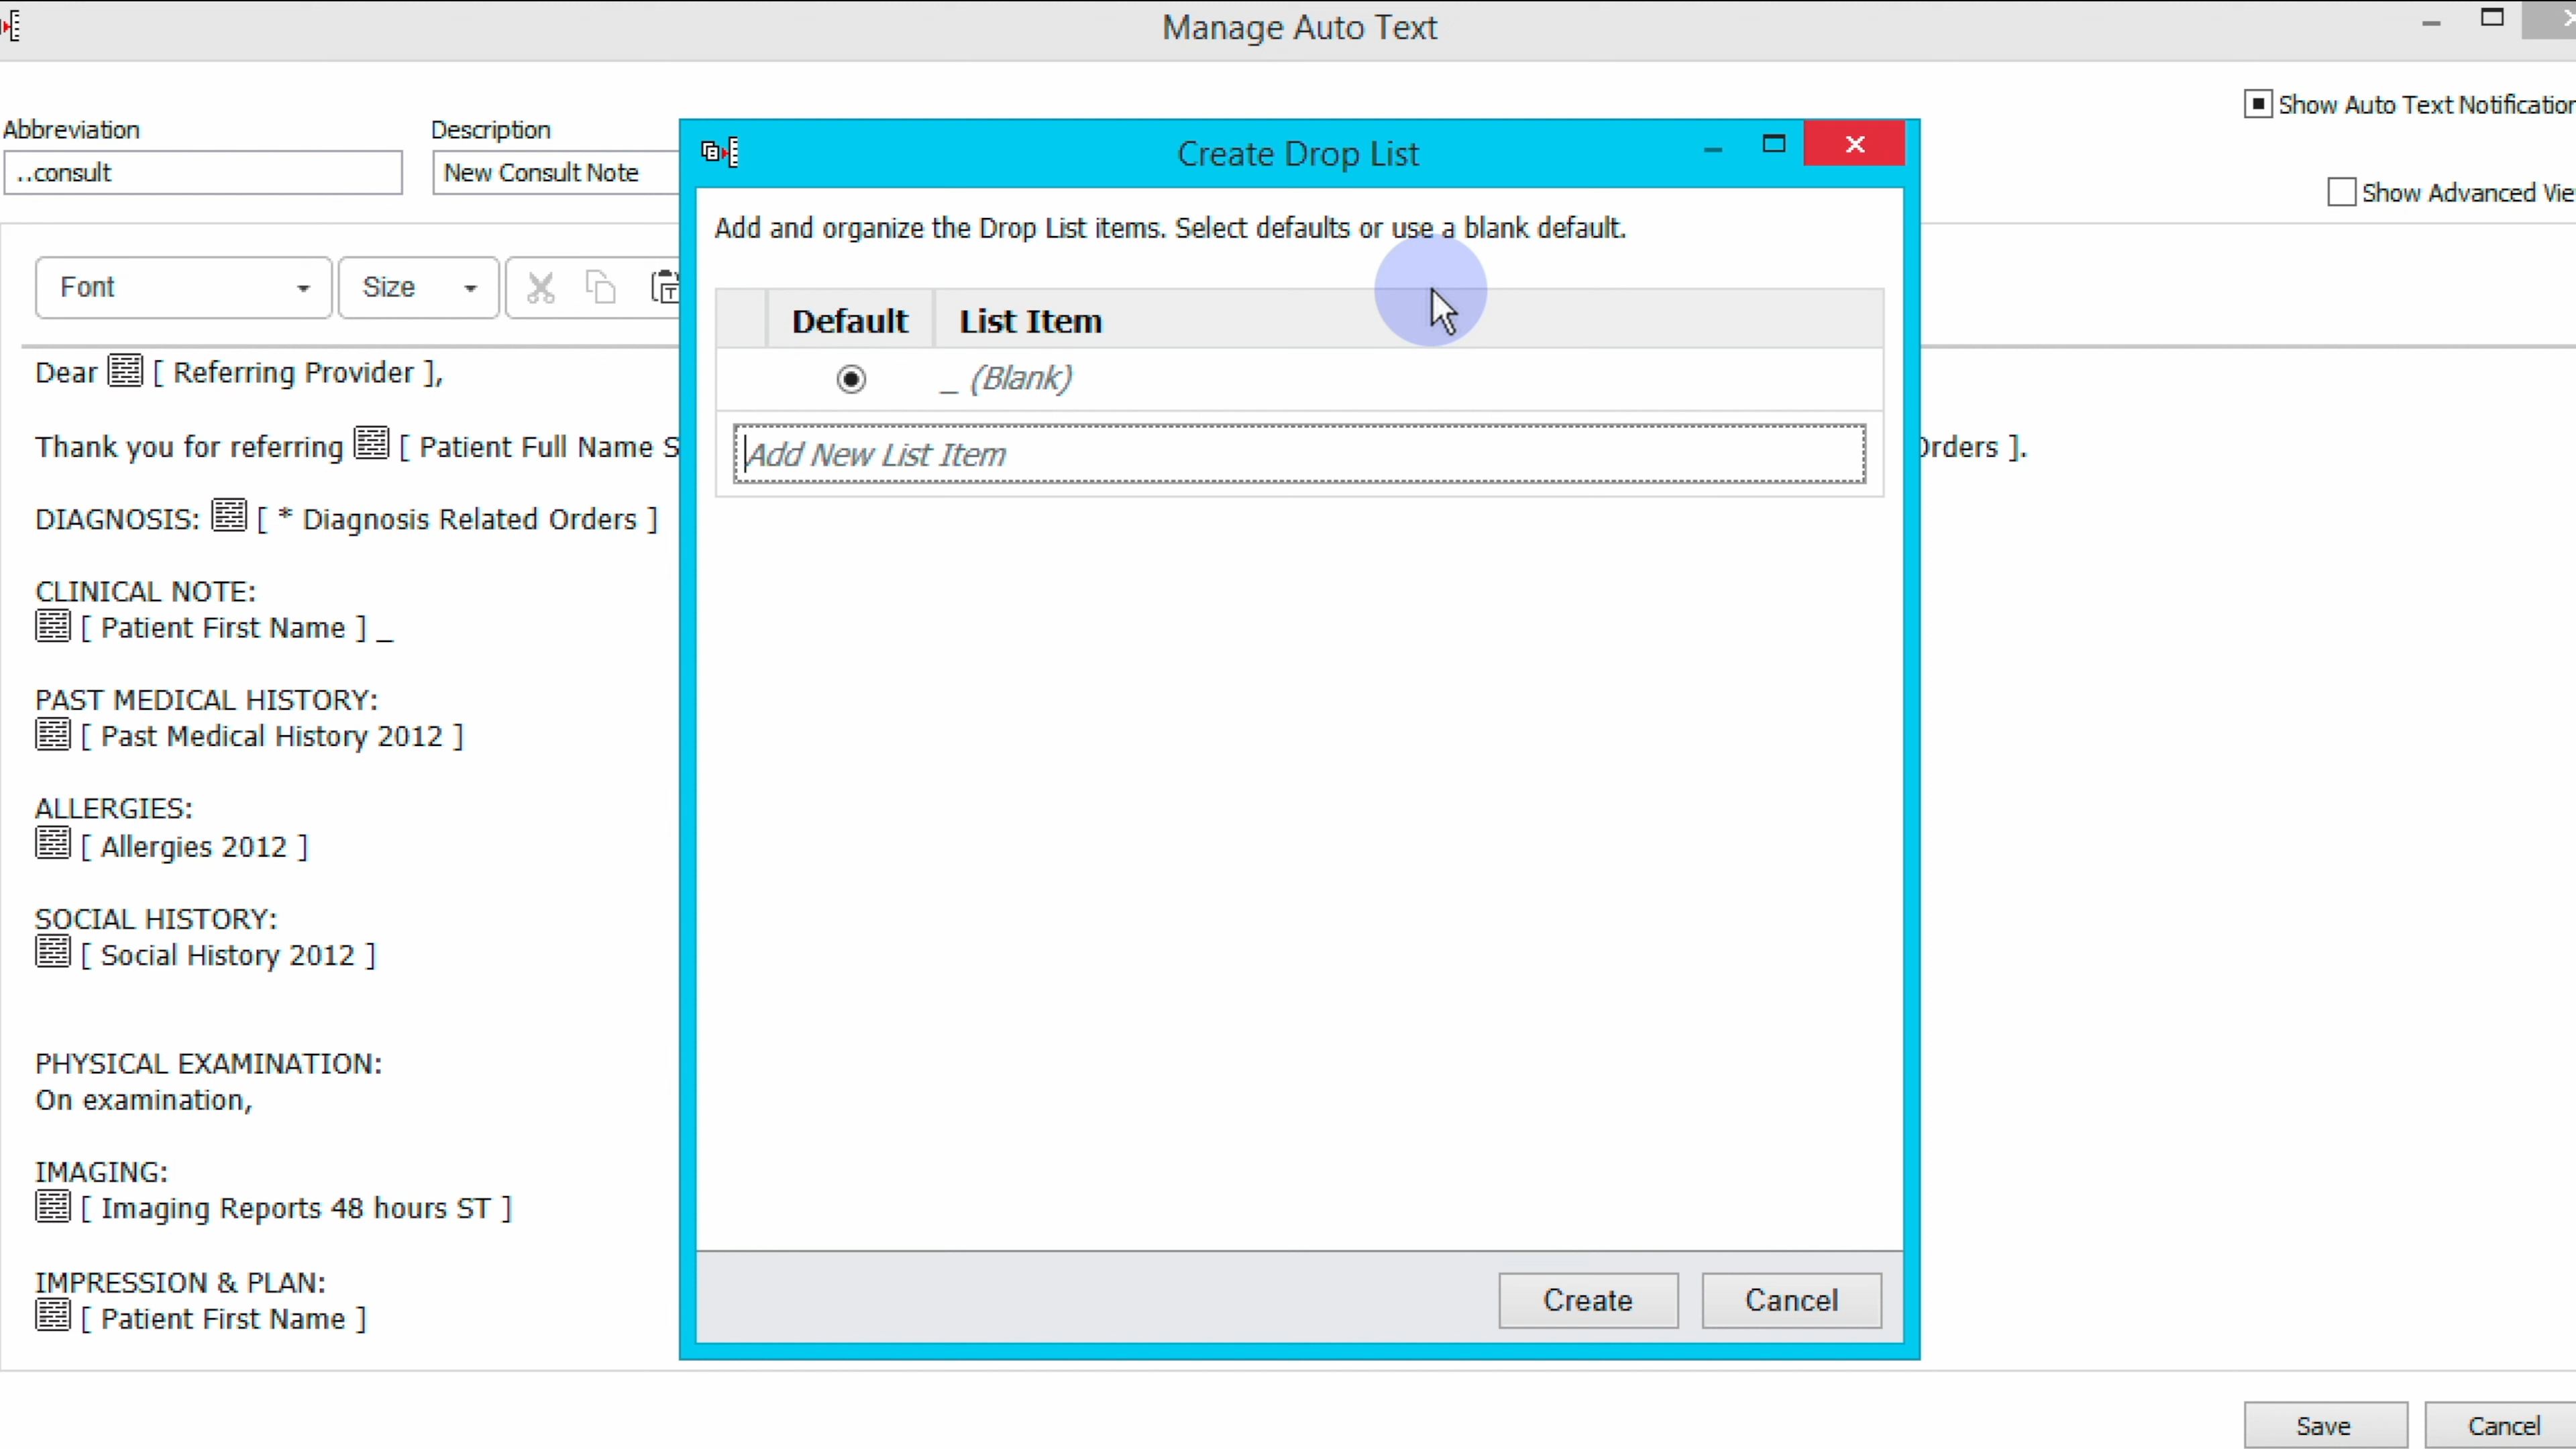 Manage Auto Text
Show Auto Text Notification
Abbreviation
Description
..consult
New Consult Note
Show Advanced Vie
Create Drop List
Add and organize the Drop List items. Select defaults or use a blank default.
Font
Size
Default
List Item
_ (Blank)
Add New List Item
Dear [ Referring Provider ],
Thank you for referring [ Patient Full Name S
Orders ].
DIAGNOSIS: [ * Diagnosis Related Orders ]
CLINICAL NOTE:
[ Patient First Name ] _
PAST MEDICAL HISTORY:
[ Past Medical History 2012 ]
ALLERGIES:
[ Allergies 2012 ]
SOCIAL HISTORY:
[ Social History 2012 ]
PHYSICAL EXAMINATION:
On examination,
IMAGING:
[ Imaging Reports 48 hours ST ]
IMPRESSION & PLAN:
[ Patient First Name ]
Create
Cancel
Save
Cancel